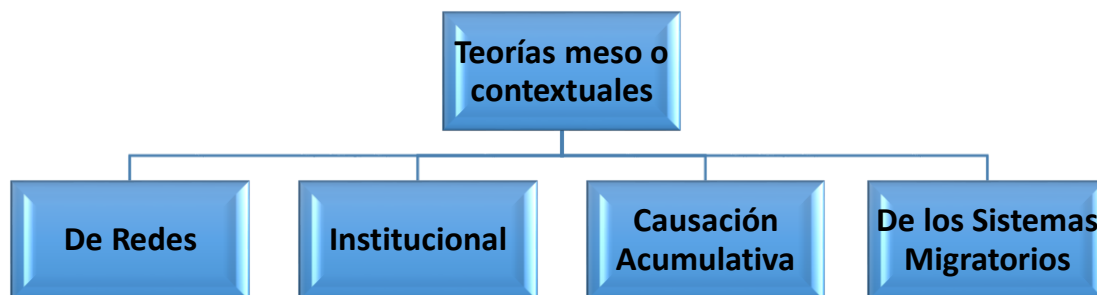 Teorías meso o
contextuales
De Redes
Institucional
Causación
Acumulativa
De los Sistemas
Migratorios